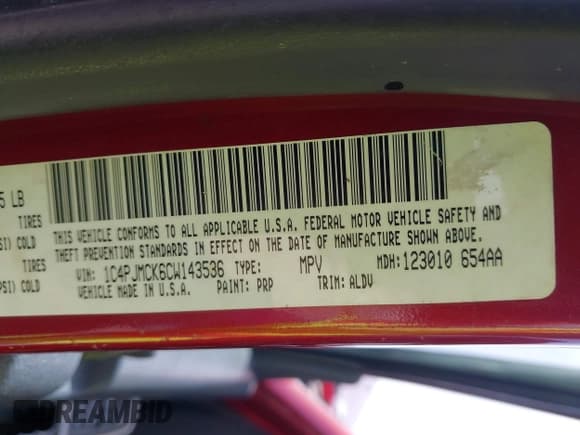 5 LB
TIRES
SI) COLD
TIRES
PSI) COLD
THIS VEHICLE CONFORMS TO ALL APPLICABLE U.S.A. FEDERAL MOTOR VEHICLE SAFETY AND
THEFT PREVENTION STANDARDS IN EFFECT ON THE DATE OF MANUFACTURE SHOWN ABOVE.
VIN: 1C4PJMCK6CW143536 TYPE: MPV MDH: 123010 654AA
VEHICLE MADE IN U.S.A. PAINT: PRP TRIM: ALDV
DREAMBID